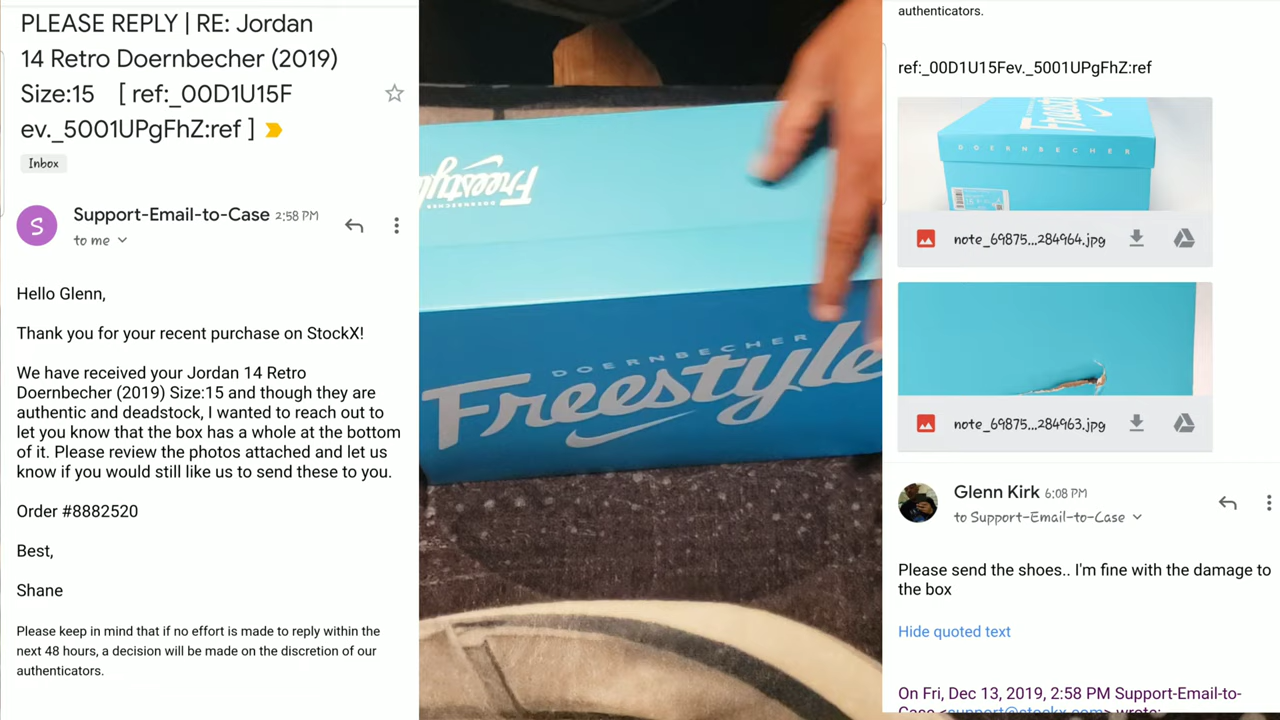 PLEASE REPLY | RE: Jordan
14 Retro Doernbecher (2019)
Size:15 [ ref:_00D1U15F
ev._5001UPgFhZ:ref ]
Inbox
S
Support-Email-to-Case 2:58 PM
to me
Hello Glenn,
Thank you for your recent purchase on StockX!
We have received your Jordan 14 Retro
Doernbecher (2019) Size:15 and though they are
authentic and deadstock, I wanted to reach out to
let you know that the box has a whole at the bottom
of it. Please review the photos attached and let us
know if you would still like us to send these to you.
Order #8882520
Best,
Shane
Please keep in mind that if no effort is made to reply within the
next 48 hours, a decision will be made on the discretion of our
authenticators.
Freestyle
DOERNBECHER
DOERNBECHER
Freestyle
authenticators.
ref:_00D1U15Fev._5001UPgFhZ:ref
Freestyle
DOERNBECHER
note_69875...284964.jpg
note_69875...284963.jpg
Glenn Kirk 6:08 PM
to Support-Email-to-Case
Please send the shoes.. I'm fine with the damage to
the box
Hide quoted text
On Fri, Dec 13, 2019, 2:58 PM Support-Email-to-
Case <support@stockx.com> wrote: